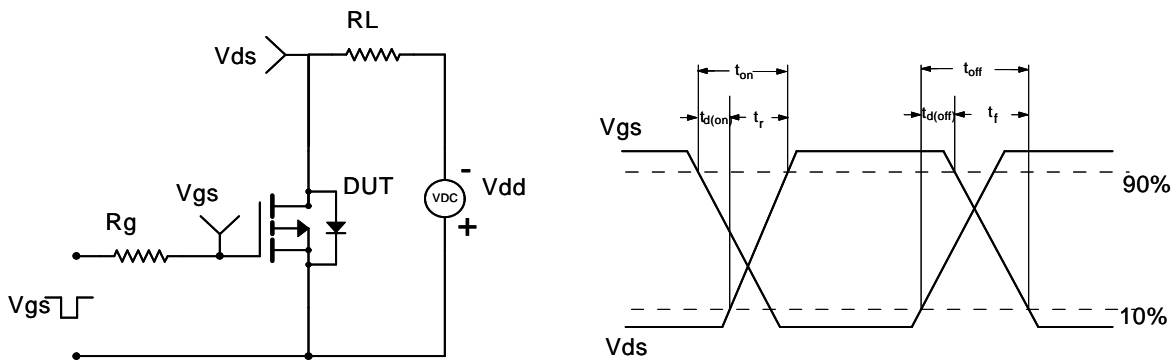 RL
Vds
Vgs
DUT
-
VDC
Vdd
+
Rg
Vgs
ton
toff
td(on)
tr
td(off)
tf
Vgs
90%
10%
Vds